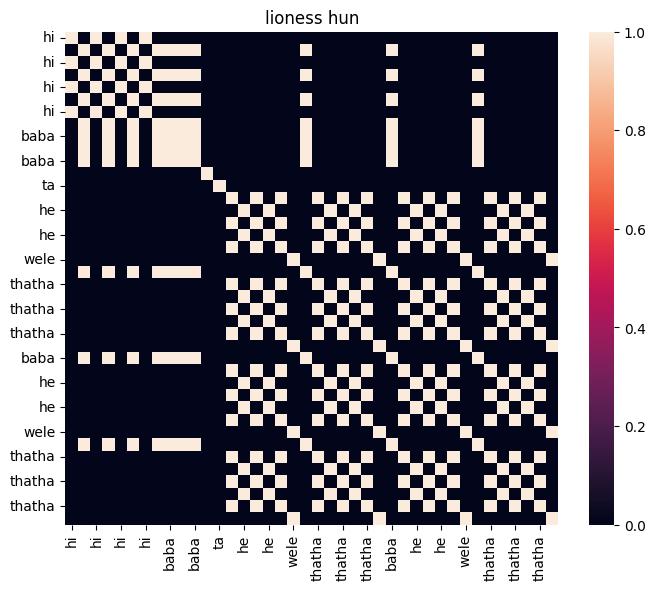 lioness hun
hi
hi
hi
hi
baba
baba
ta
he
he
wele
thatha
thatha
thatha
baba
he
he
wele
thatha
thatha
thatha
hi
hi
hi
hi
baba
baba
ta
he
he
wele
thatha
thatha
thatha
baba
he
he
wele
thatha
thatha
thatha
1.0
0.8
0.6
0.4
0.2
0.0